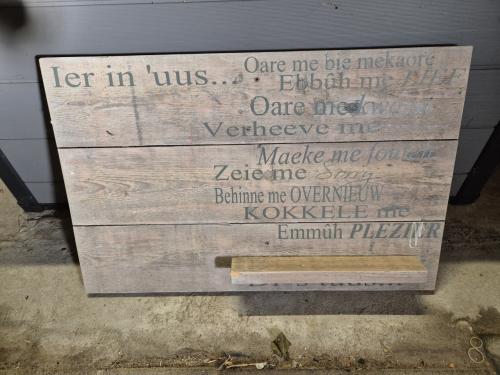 Ier in 'uus...
Oare me bie mekaore
Ebbûh me LIEF
Oare me kwaad
Verheeve me
Maeke me fouten
Zeie me Sorry
Behinne me OVERNIEUW
KOKKELE me
Emmûh PLEZIER